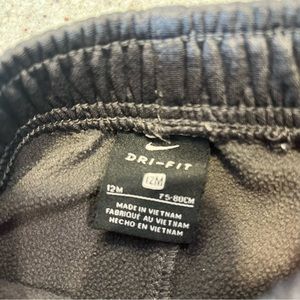 DRI-FIT
12M
12M 75-80CM
MADE IN VIETNAM
FABRIQUÉ AU VIETNAM
HECHO EN VIETNAM